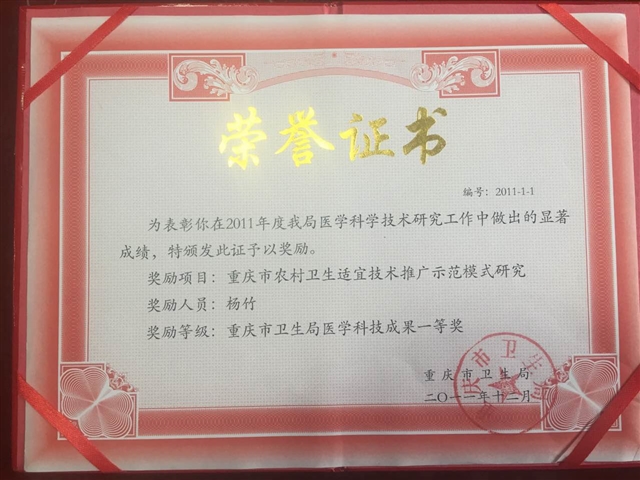 荣誉证书
编号：2011-1-1
为表彰你在2011年度我局医学科学技术研究工作中做出的显著
成绩，特颁发此证予以奖励。
奖励项目：重庆市农村卫生适宜技术推广示范模式研究
奖励人员：杨竹
奖励等级：重庆市卫生局医学科技成果一等奖
重庆市卫生局
二〇一一年十二月